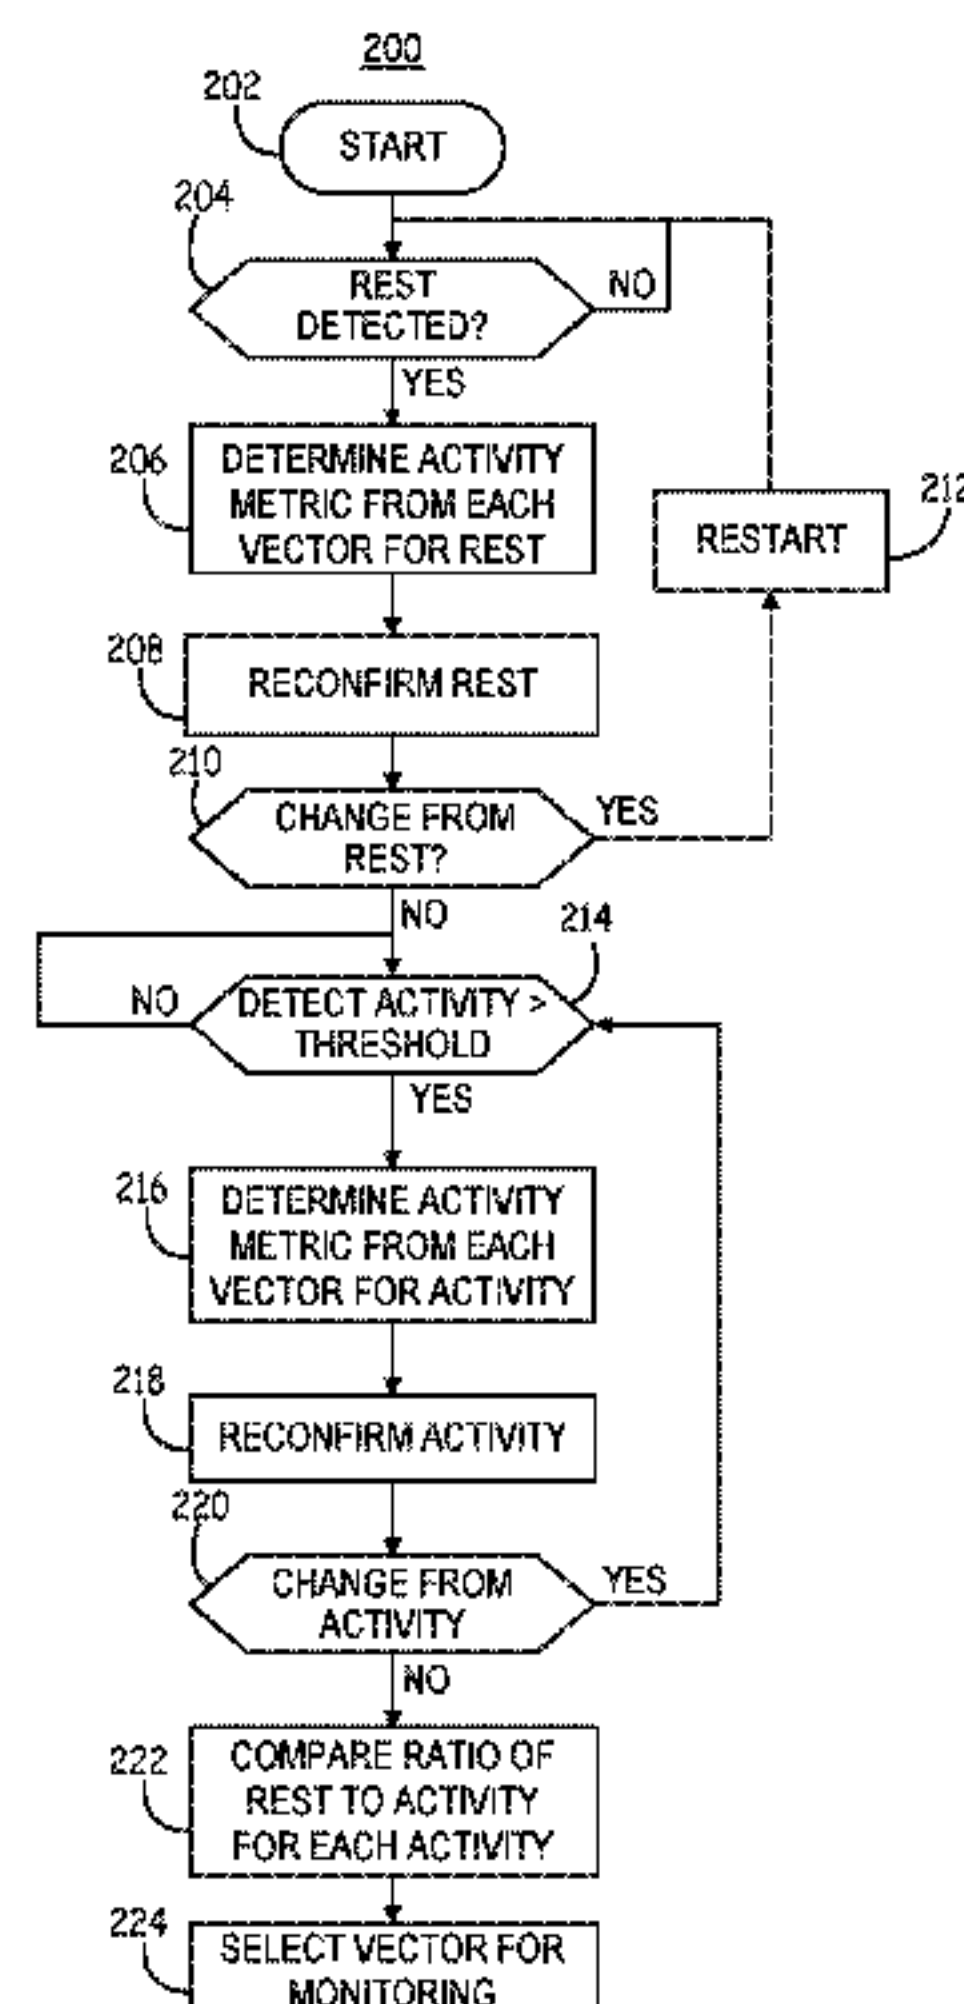 200
202
START
204
REST
DETECTED?
NO
YES
206
DETERMINE ACTIVITY
METRIC FROM EACH
VECTOR FOR REST
212
RESTART
208
RECONFIRM REST
210
CHANGE FROM
REST?
YES
NO
214
DETECT ACTIVITY >
THRESHOLD
NO
YES
216
DETERMINE ACTIVITY
METRIC FROM EACH
VECTOR FOR ACTIVITY
218
RECONFIRM ACTIVITY
220
CHANGE FROM
ACTIVITY
YES
NO
222
COMPARE RATIO OF
REST TO ACTIVITY
FOR EACH ACTIVITY
224
SELECT VECTOR FOR
MONITORING